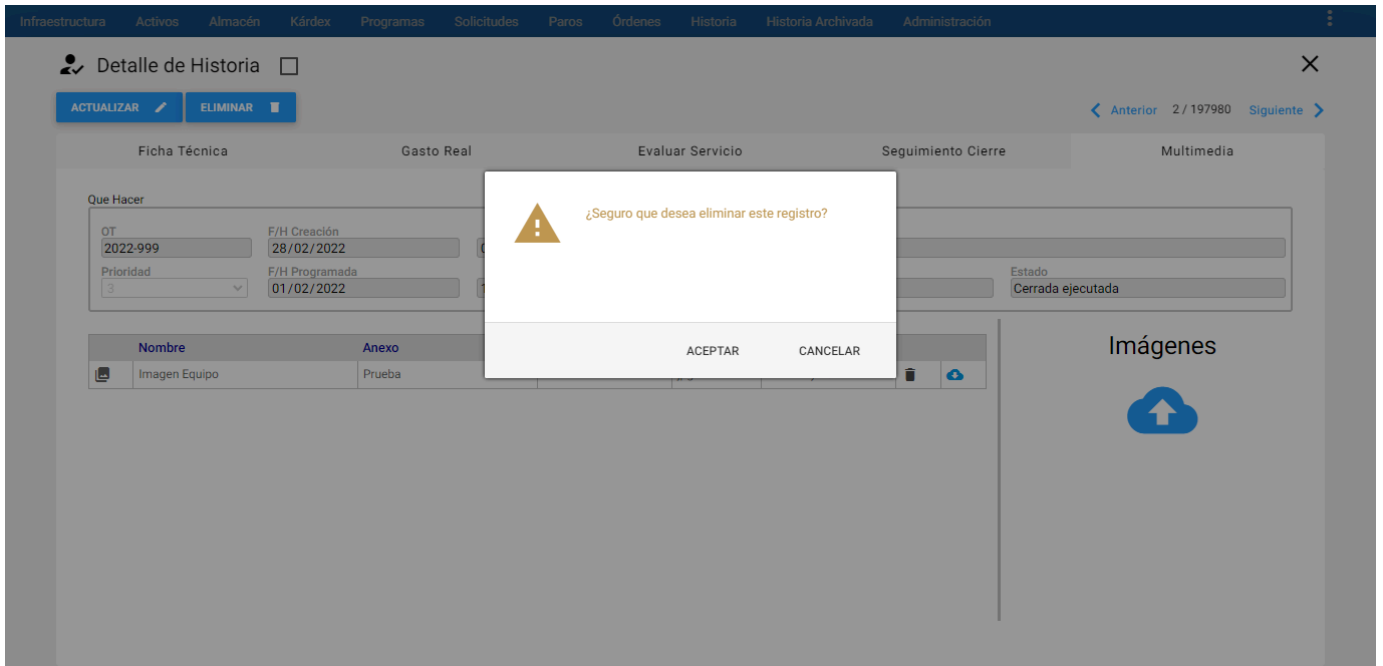 Infraestructura Activos Almacén Kárdex Programas Solicitudes Paros Órdenes Historia Historia Archivada Administración
Detalle de Historia
ACTUALIZAR ELIMINAR Anterior 2 / 197980 Siguiente
Ficha Técnica Gasto Real Evaluar Servicio Seguimiento Cierre Multimedia
¿Seguro que desea eliminar este registro?
ACEPTAR CANCELAR
Que Hacer
OT F/H Creación
2022-999 28/02/2022
Prioridad F/H Programada Estado
3 01/02/2022 Cerrada ejecutada
Nombre Anexo
Imagen Equipo Prueba
Imágenes